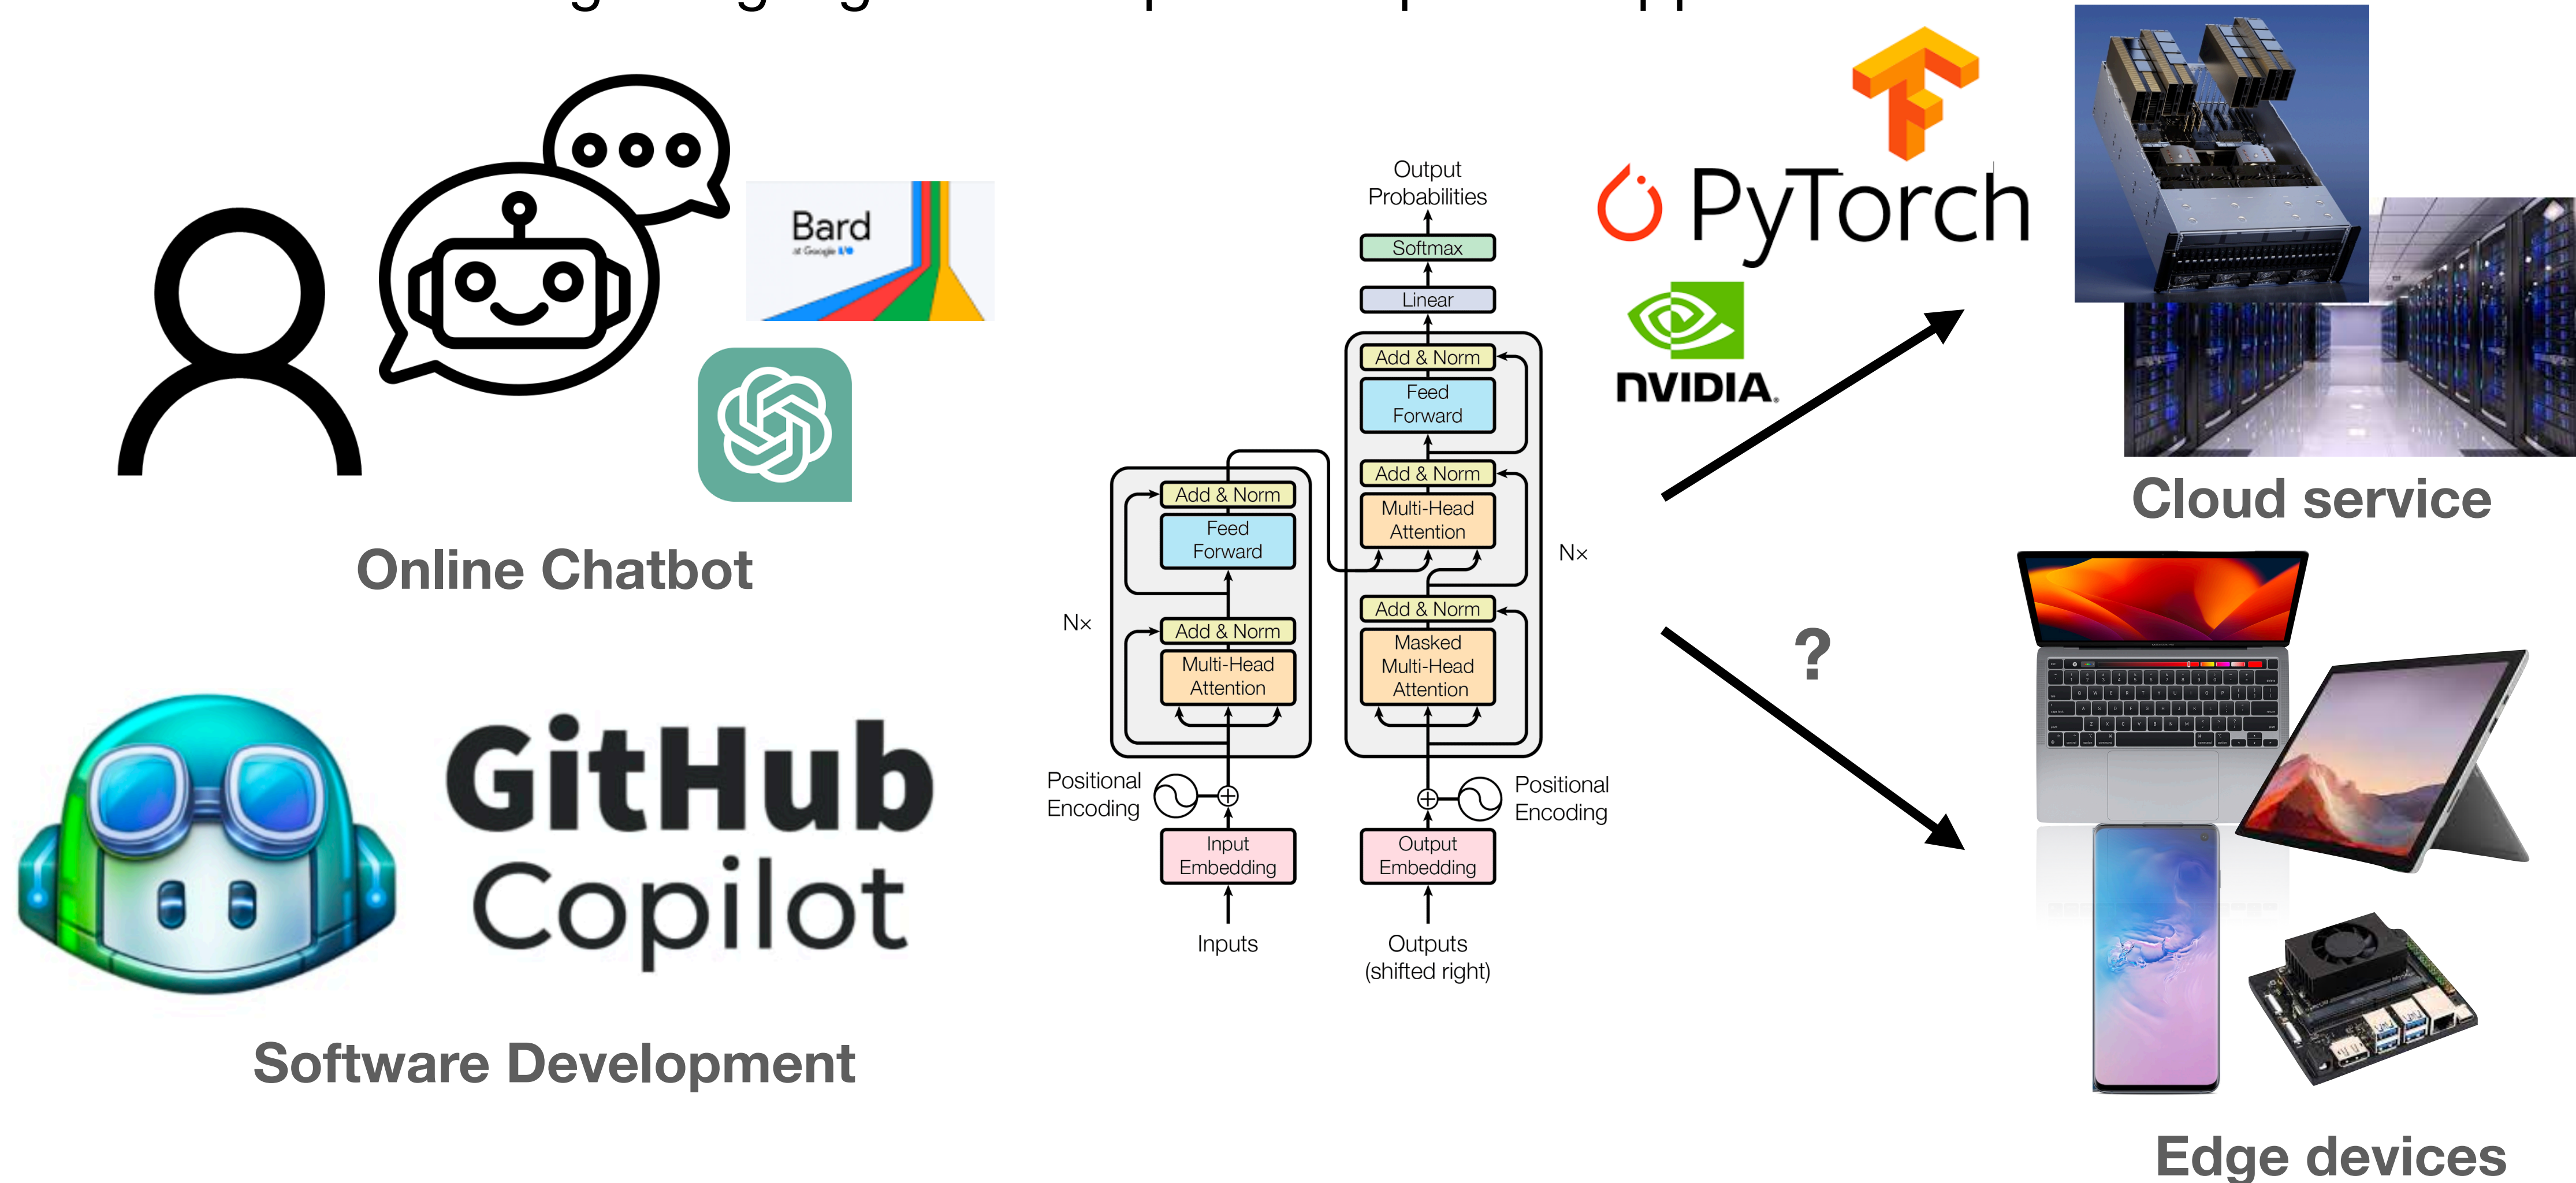 Bard
at Google I/O
Online Chatbot
GitHub
Copilot
Software Development
Output
Probabilities
Softmax
Linear
Add & Norm
Feed
Forward
Add & Norm
Multi-Head
Attention
Nx
Add & Norm
Masked
Multi-Head
Attention
Add & Norm
Feed
Forward
Nx
Add & Norm
Multi-Head
Attention
Positional
Encoding
Positional
Encoding
Input
Embedding
Output
Embedding
Inputs
Outputs
(shifted right)
PyTorch
NVIDIA.
?
Cloud service
Edge devices